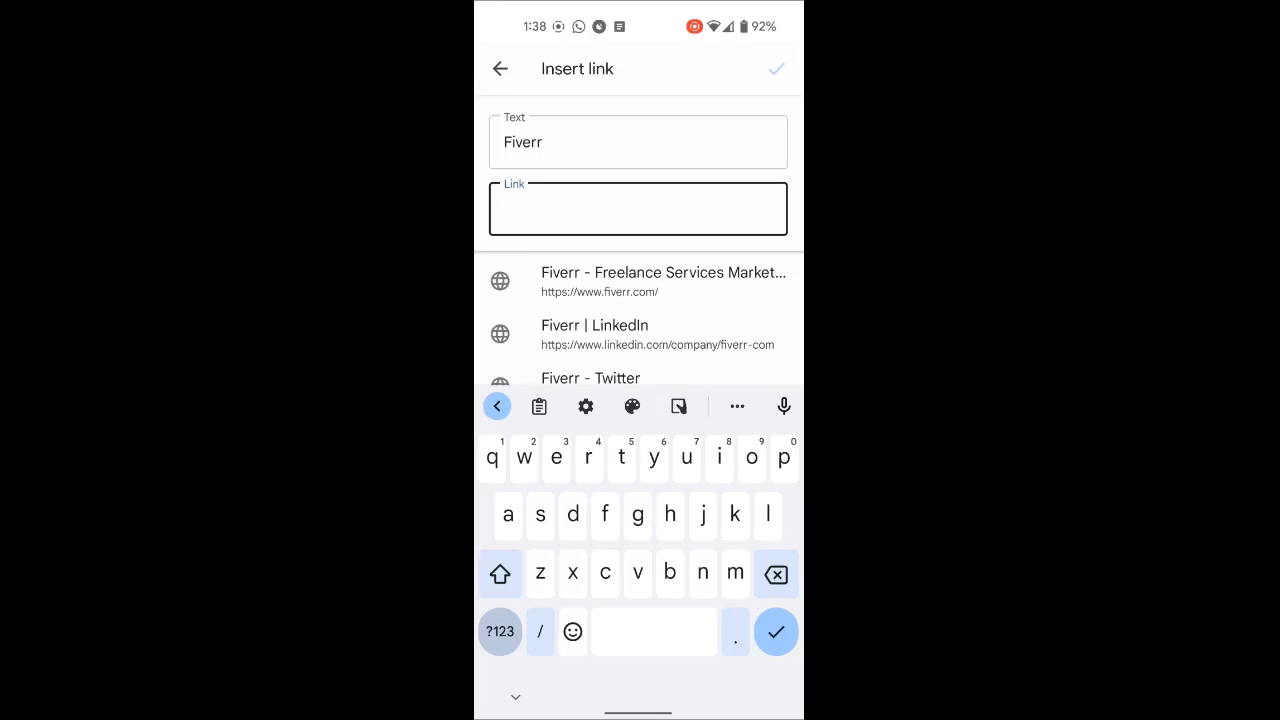 1:38 92%
Insert link
Text
Fiverr
Link
Fiverr - Freelance Services Market...
https://www.fiverr.com/
Fiverr | LinkedIn
https://www.linkedin.com/company/fiverr-com
Fiverr - Twitter
1 2 3 4 5 6 7 8 9 0
q w e r t y u i o p
a s d f g h j k l
z x c v b n m
?123 / .